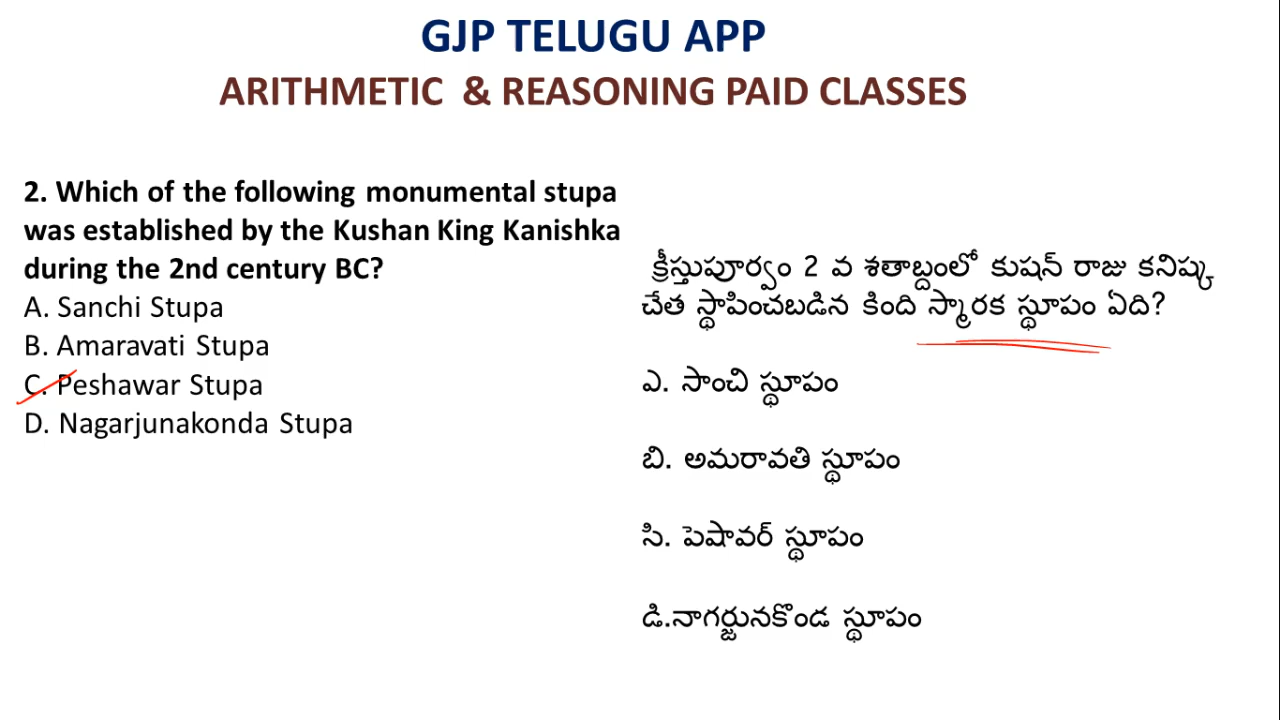 GJP TELUGU APP
ARITHMETIC & REASONING PAID CLASSES
2. Which of the following monumental stupa
was established by the Kushan King Kanishka
during the 2nd century BC?
A. Sanchi Stupa
B. Amaravati Stupa
C. Peshawar Stupa
D. Nagarjunakonda Stupa
క్రీస్తుపూర్వం 2 వ శతాబ్దంలో కుషన్ రాజు కనిష్క
చేత స్థాపించబడిన కింది స్మారక స్థూపం ఏది?
ఎ. సాంచి స్థూపం
బి. అమరావతి స్థూపం
సి. పెషావర్ స్థూపం
డి.నాగర్జునకొండ స్థూపం